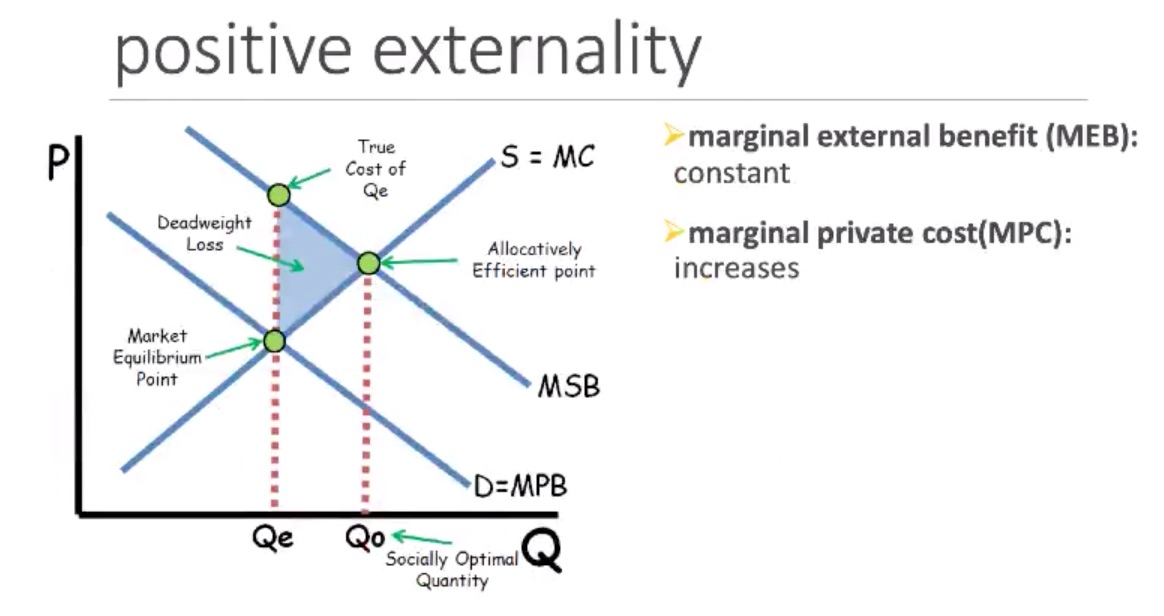 positive externality
P
True
Cost of
Qe
S = MC
Deadweight
Loss
Allocatively
Efficient point
Market
Equilibrium
Point
MSB
D=MPB
Qe
Qo
Q
Socially Optimal
Quantity
➢marginal external benefit (MEB):
constant
➢marginal private cost(MPC):
increases